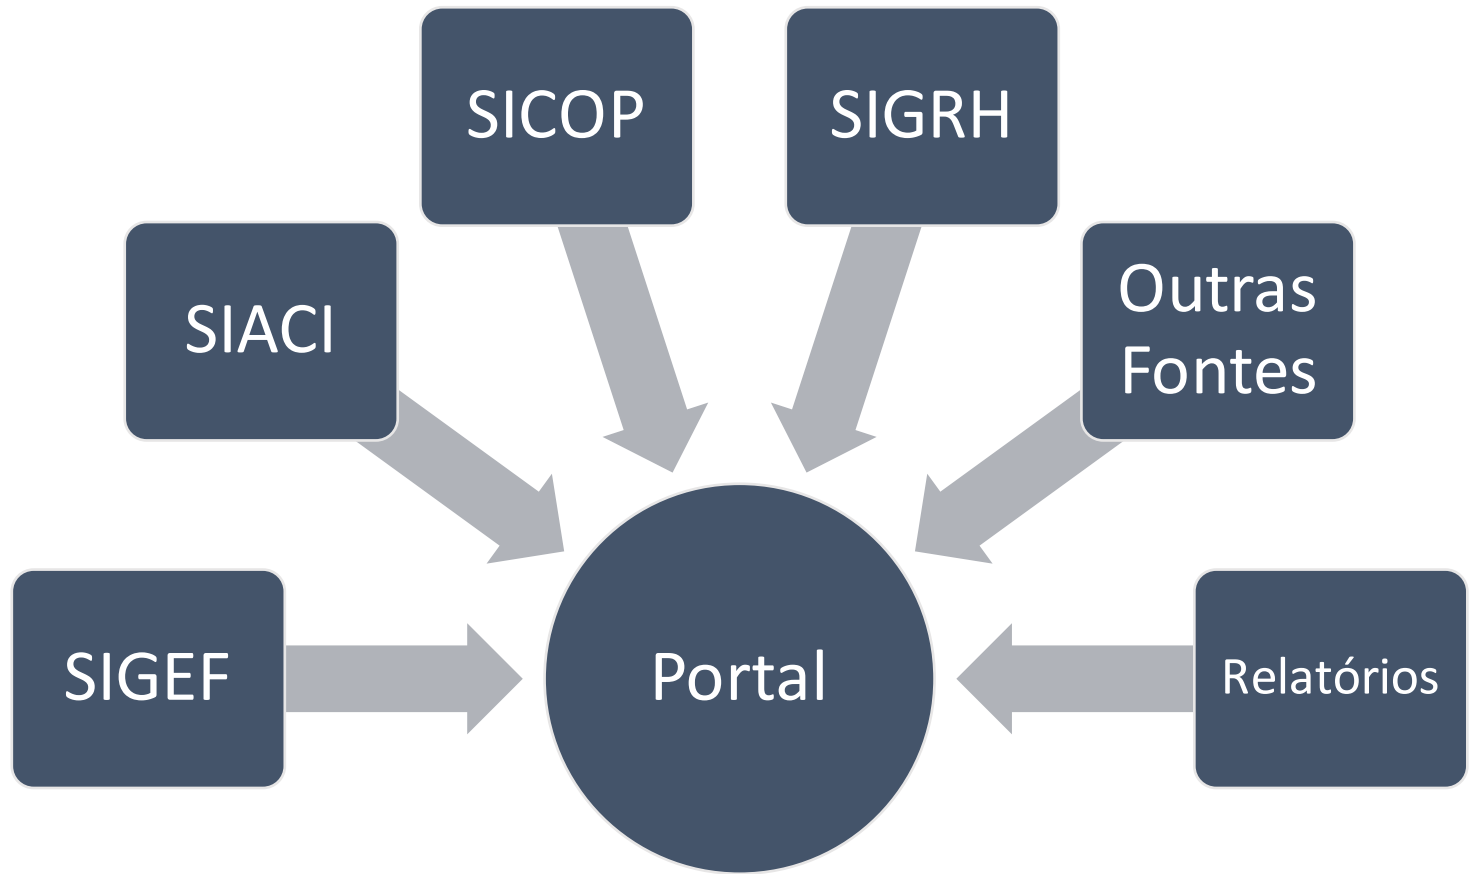 SICOP
SIGRH
SIACI
Outras
Fontes
SIGEF
Portal
Relatórios